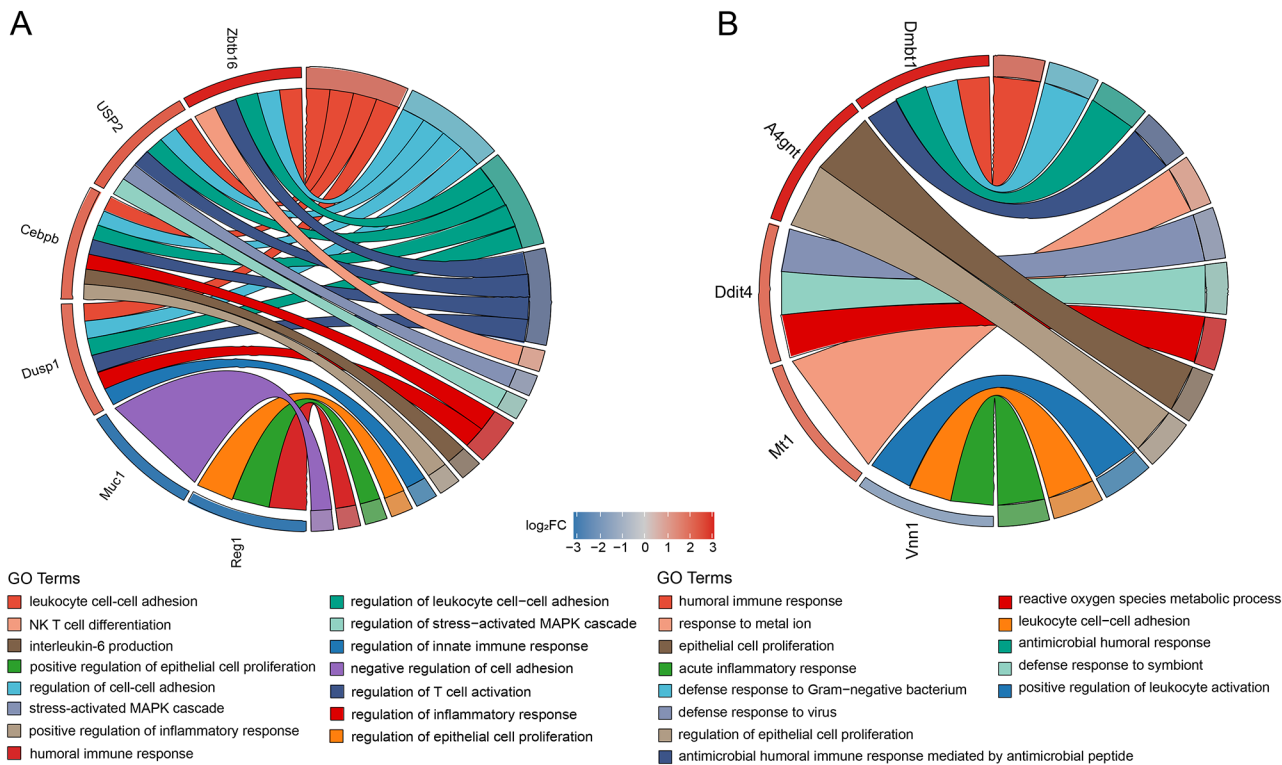 A
B
Zbtb16
USP2
Cebpb
Dusp1
Muc1
Reg1
Dmbt1
A4gnt
Ddit4
Mt1
Vnn1
log₂FC
−3 −2 −1 0 1 2 3
GO Terms
leukocyte cell-cell adhesion
NK T cell differentiation
interleukin-6 production
positive regulation of epithelial cell proliferation
regulation of cell-cell adhesion
stress-activated MAPK cascade
positive regulation of inflammatory response
humoral immune response
regulation of leukocyte cell−cell adhesion
regulation of stress-activated MAPK cascade
regulation of innate immune response
negative regulation of cell adhesion
regulation of T cell activation
regulation of inflammatory response
regulation of epithelial cell proliferation
GO Terms
humoral immune response
response to metal ion
epithelial cell proliferation
acute inflammatory response
defense response to Gram−negative bacterium
defense response to virus
regulation of epithelial cell proliferation
antimicrobial humoral immune response mediated by antimicrobial peptide
reactive oxygen species metabolic process
leukocyte cell−cell adhesion
antimicrobial humoral response
defense response to symbiont
positive regulation of leukocyte activation